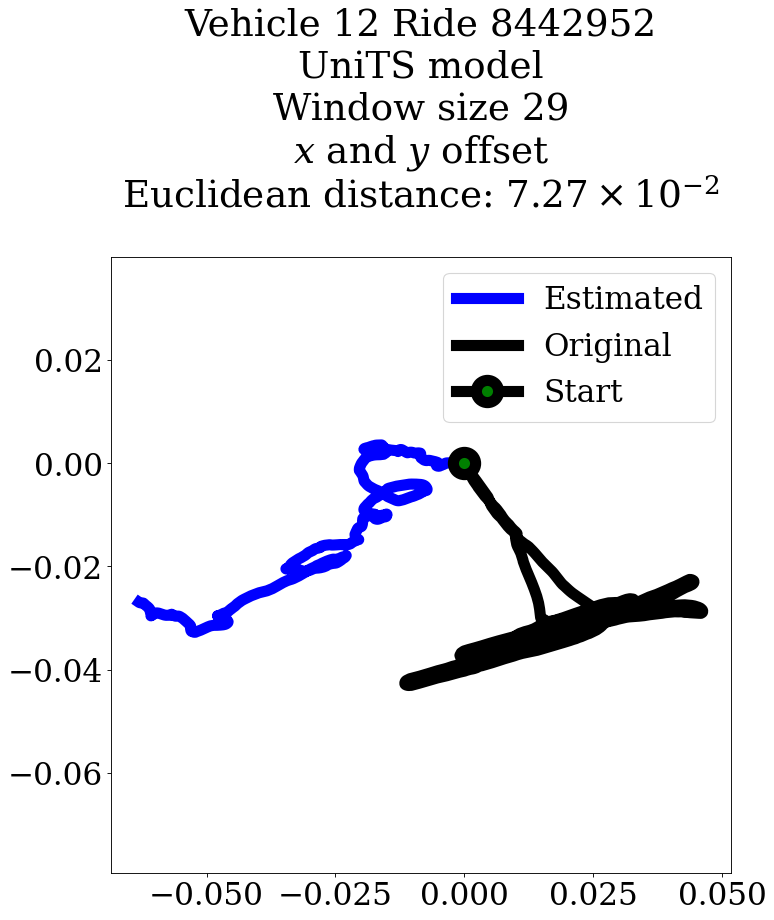 Vehicle 12 Ride 8442952
UniTS model
Window size 29
x and y offset
Euclidean distance: 7.27 × 10⁻²
Estimated
Original
Start
0.02
0.00
−0.02
−0.04
−0.06
−0.050 −0.025 0.000 0.025 0.050